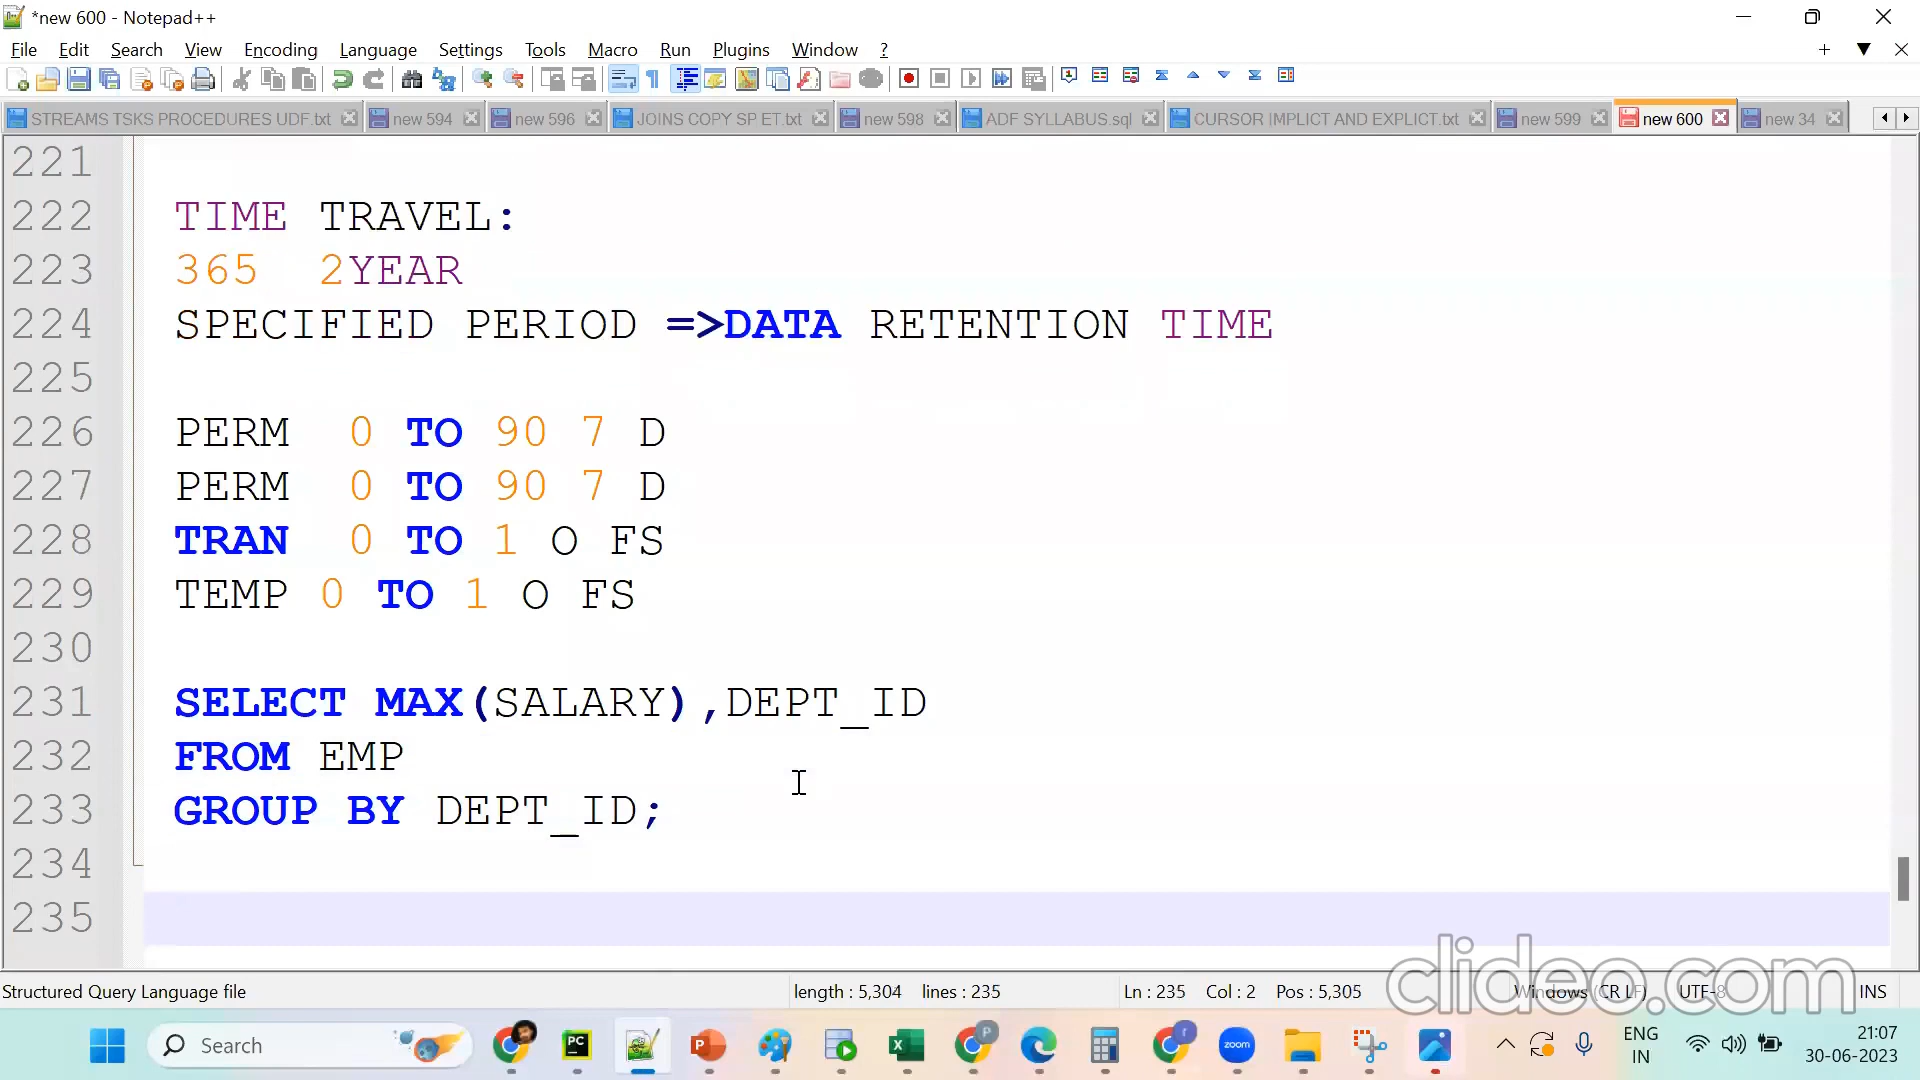 *new 600 - Notepad++
File Edit Search View Encoding Language Settings Tools Macro Run Plugins Window ?
STREAMS TSKS PROCEDURES UDF.txt new 594 new 596 JOINS COPY SP ET.txt new 598 ADF SYLLABUS.sql CURSOR IMPLICT AND EXPLICT.txt new 599 new 600 new 34
221
222 TIME TRAVEL:
223 365 2YEAR
224 SPECIFIED PERIOD =>DATA RETENTION TIME
225
226 PERM 0 TO 90 7 D
227 PERM 0 TO 90 7 D
228 TRAN 0 TO 1 O FS
229 TEMP 0 TO 1 O FS
230
231 SELECT MAX(SALARY),DEPT_ID
232 FROM EMP
233 GROUP BY DEPT_ID;
234
235
clideo.com
Structured Query Language file length : 5,304 lines : 235 Ln : 235 Col : 2 Pos : 5,305 Windows (CR LF) UTF-8 INS
Search PC P P r zoom ENG 21:07
IN 30-06-2023